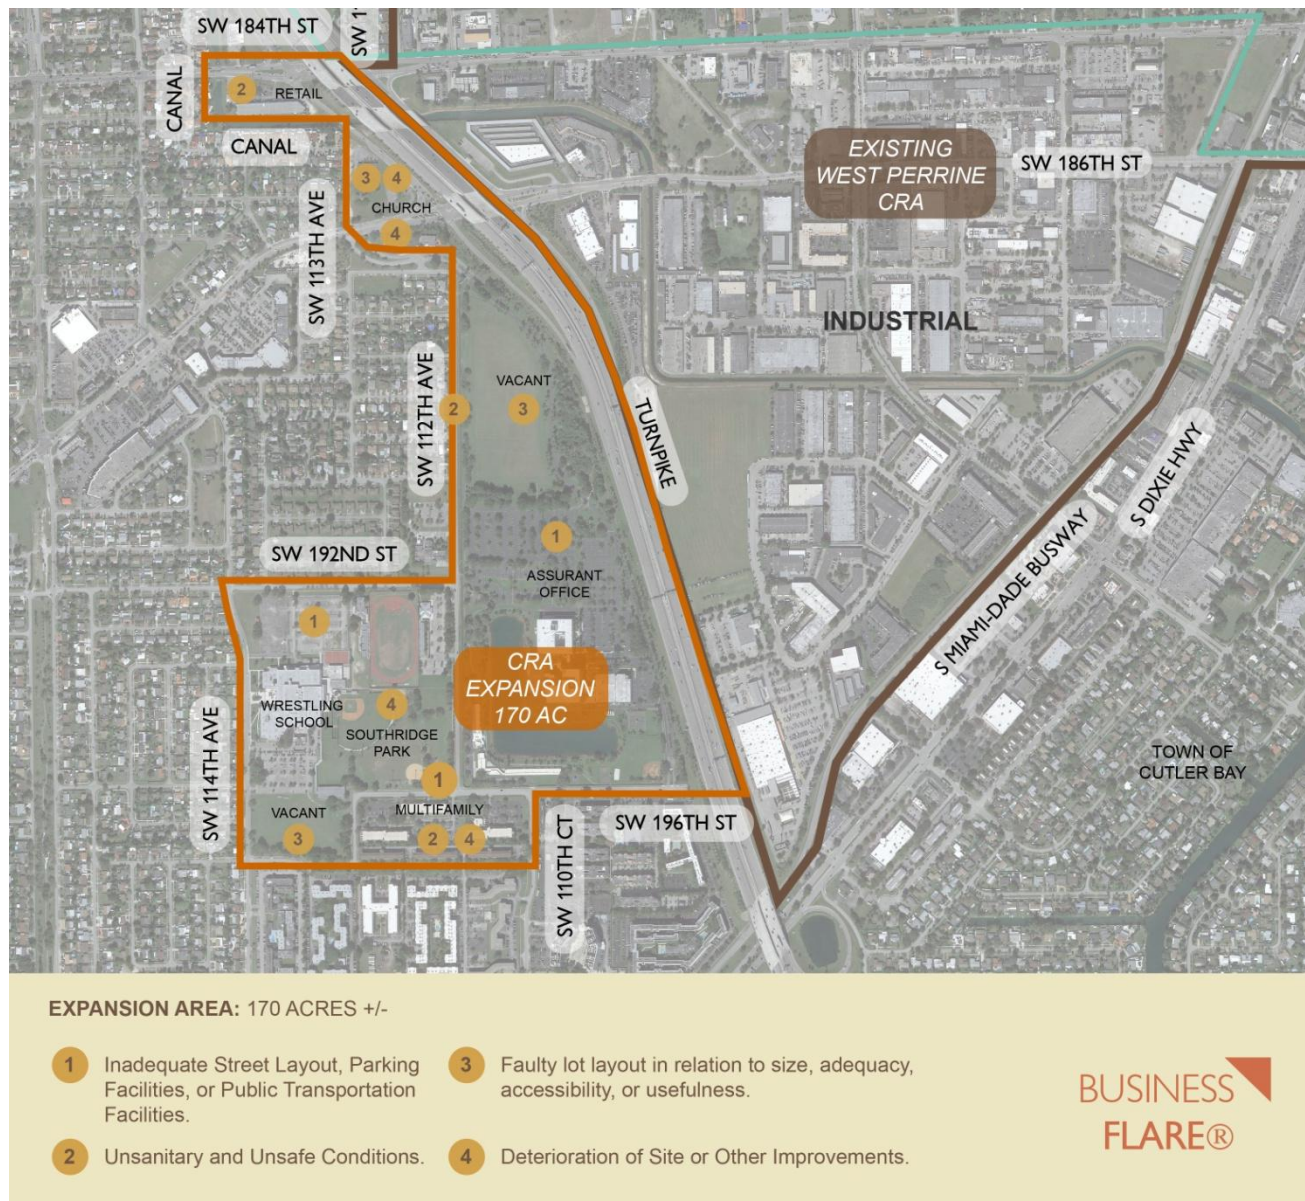 SW 184TH ST
SW 1
CANAL
2
RETAIL
CANAL
EXISTING
WEST PERRINE
CRA
SW 186TH ST
3
4
CHURCH
4
SW 113TH AVE
INDUSTRIAL
SW 112TH AVE
2
VACANT
3
TURNPIKE
S DIXIE HWY
S MIAMI-DADE BUSWAY
SW 192ND ST
1
ASSURANT
OFFICE
1
CRA
EXPANSION
170 AC
WRESTLING
SCHOOL
4
SOUTHRIDGE
PARK
SW 114TH AVE
1
MULTIFAMILY
2
4
VACANT
3
SW 110TH CT
SW 196TH ST
TOWN OF
CUTLER BAY
EXPANSION AREA: 170 ACRES +/-
1
Inadequate Street Layout, Parking
Facilities, or Public Transportation
Facilities.
2
Unsanitary and Unsafe Conditions.
3
Faulty lot layout in relation to size, adequacy,
accessibility, or usefulness.
4
Deterioration of Site or Other Improvements.
BUSINESS
FLARE®